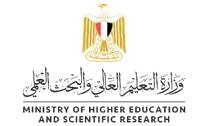 وزارة التعليم العالي والبحث العلمي
MINISTRY OF HIGHER EDUCATION
AND SCIENTIFIC RESEARCH